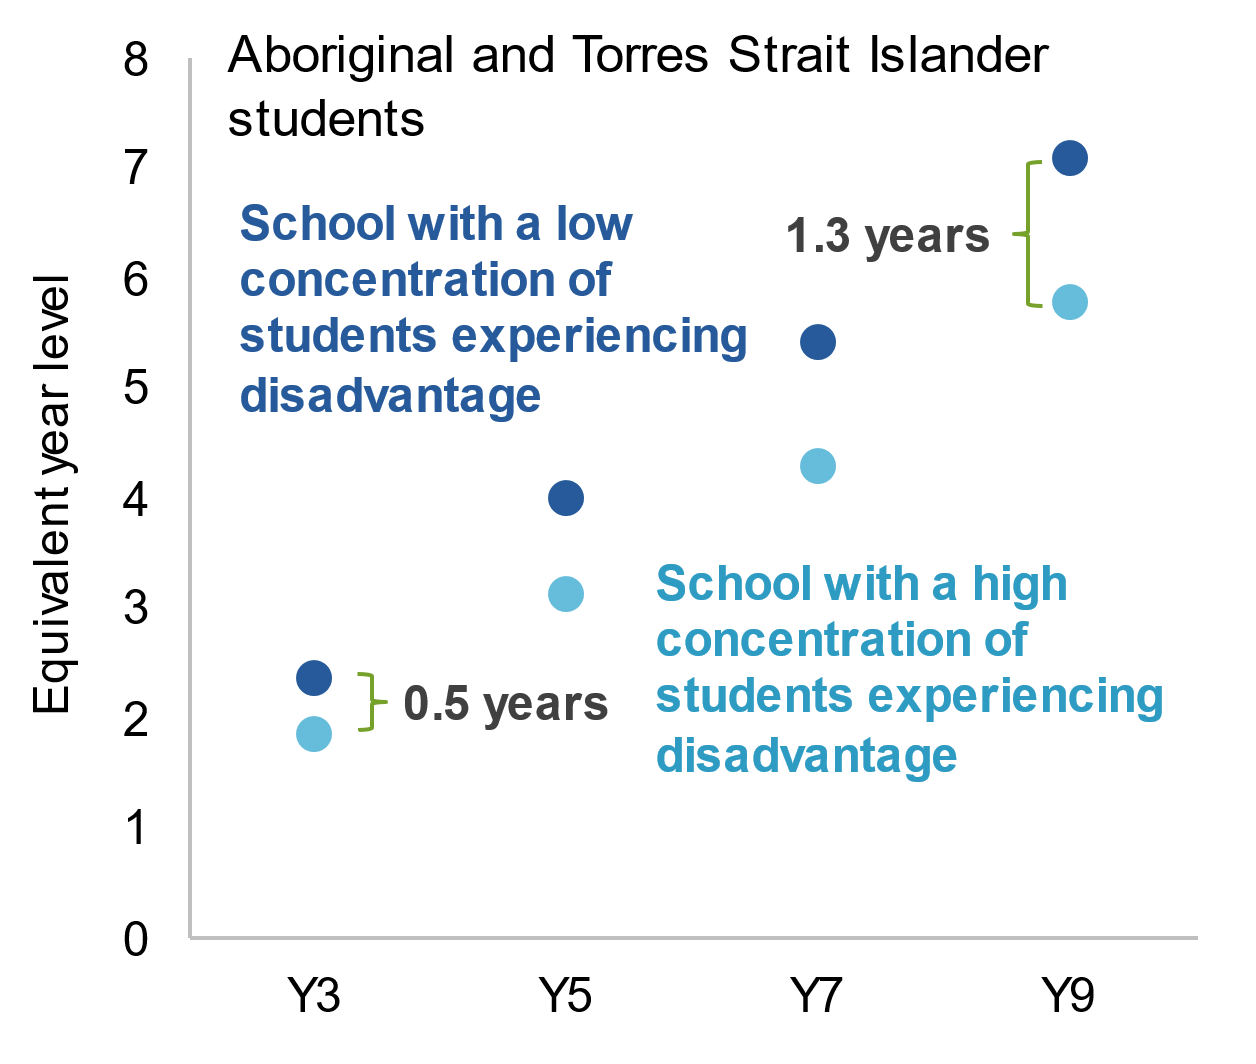 Aboriginal and Torres Strait Islander
students
8
7
6
5
4
3
2
1
0
Equivalent year level
School with a low
concentration of
students experiencing
disadvantage
1.3 years
School with a high
concentration of
students experiencing
disadvantage
0.5 years
Y3
Y5
Y7
Y9